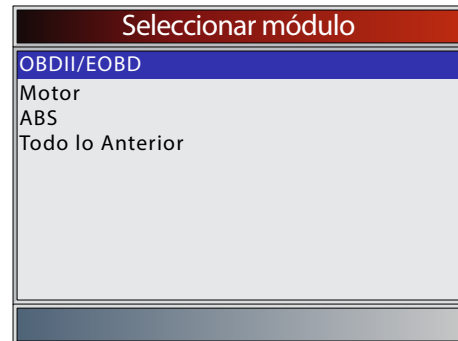 Seleccionar módulo
OBDII/EOBD
Motor
ABS
Todo lo Anterior